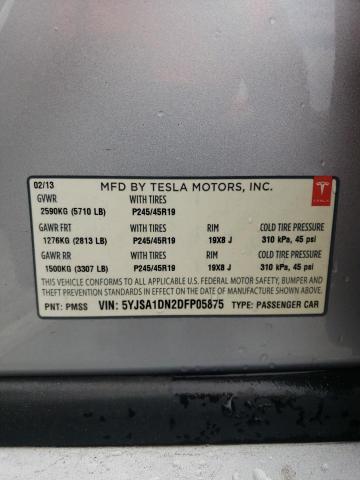 02/13 MFD BY TESLA MOTORS, INC.
GVWR
2590KG (5710 LB) WITH TIRES P245/45R19
GAWR FRT WITH TIRES RIM COLD TIRE PRESSURE
1276KG (2813 LB) P245/45R19 19X8 J 310 kPa, 45 psi
GAWR RR WITH TIRES RIM COLD TIRE PRESSURE
1500KG (3307 LB) P245/45R19 19X8 J 310 kPa, 45 psi
THIS VEHICLE CONFORMS TO ALL APPLICABLE U.S. FEDERAL MOTOR SAFETY, BUMPER
AND THEFT PREVENTION STANDARDS IN EFFECT ON THE DATE OF MFR SHOWN ABOVE.
PNT: PMSS VIN: 5YJSA1DN2DFP05875 TYPE: PASSENGER CAR
TESLA